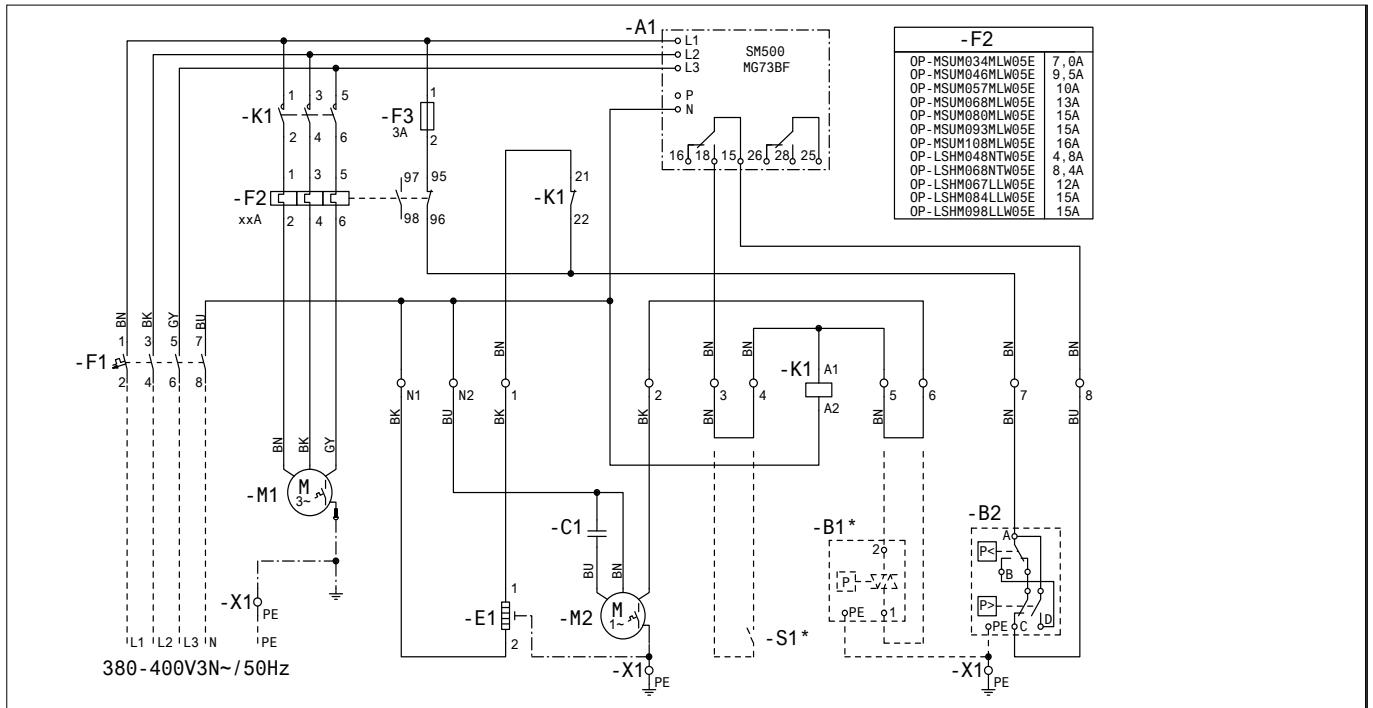 -A1
L1
L2
L3
P
N
SM500
MG73BF
16 18 15 26 28 25
-F2
OP-MSUM034MLW05E 7,0A
OP-MSUM046MLW05E 9,5A
OP-MSUM057MLW05E 10A
OP-MSUM068MLW05E 13A
OP-MSUM080MLW05E 15A
OP-MSUM093MLW05E 15A
OP-MSUM108MLW05E 16A
OP-LSHM048NTW05E 4,8A
OP-LSHM068NTW05E 8,4A
OP-LSHM067LLW05E 12A
OP-LSHM084LLW05E 15A
OP-LSHM098LLW05E 15A
1 3 5
-K1
2 4 6
1
-F3
3A
2
1 3 5
-F2
xxA
2 4 6
97 95
98 96
21
-K1
22
BN BK GY BU
1 3 5 7
-F1
2 4 6 8
BN
BN
BN
BN
BN
BN
BN
-K1
A1
A2
N1
N2
1
2
3
4
5
6
7
8
BK
BU
BK
BK
BN
BN
BN
BU
BN BK GY
-M1
M
3~
-X1
PE
L1 L2 L3 N PE
380-400V3N~/50Hz
-C1
BU
BN
1
-E1
2
-M2
M
1~
-X1
PE
-S1*
-B1*
2
P
PE
1
-B2
A
P<
B
P>
PE
C
D
-X1
PE